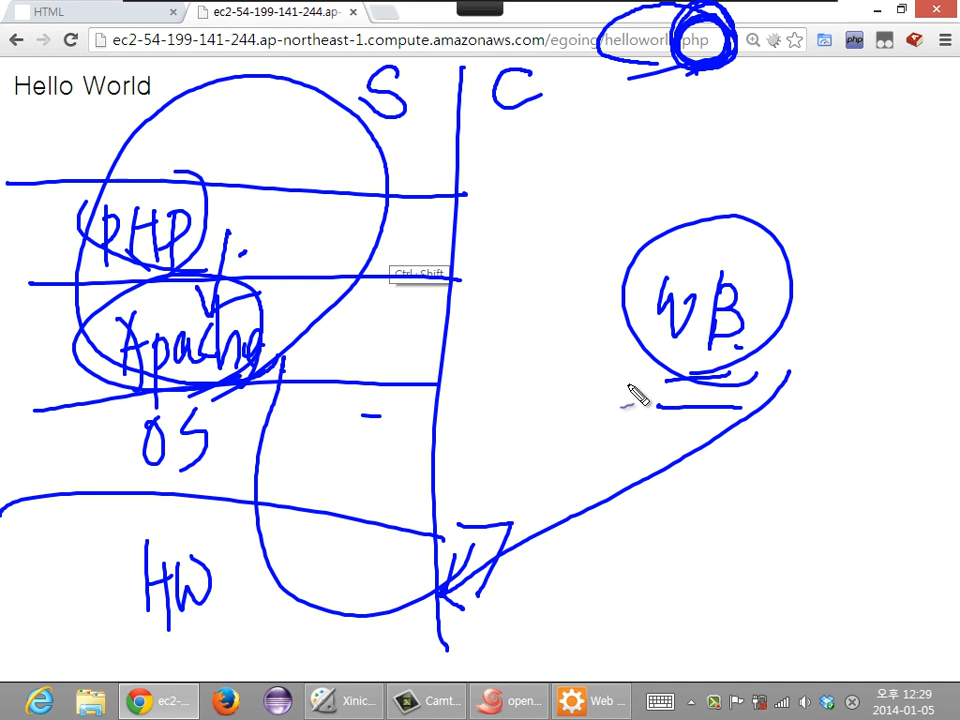 HTML
ec2-54-199-141-244.ap-
ec2-54-199-141-244.ap-northeast-1.compute.amazonaws.com/egoing/helloworld.php
php
Hello World
S
C
PHP
Ctrl+Shift
WB
Apache
OS
HW
ec2-...
Xinic...
Camt...
open...
Web ...
오후 12:29
2014-01-05